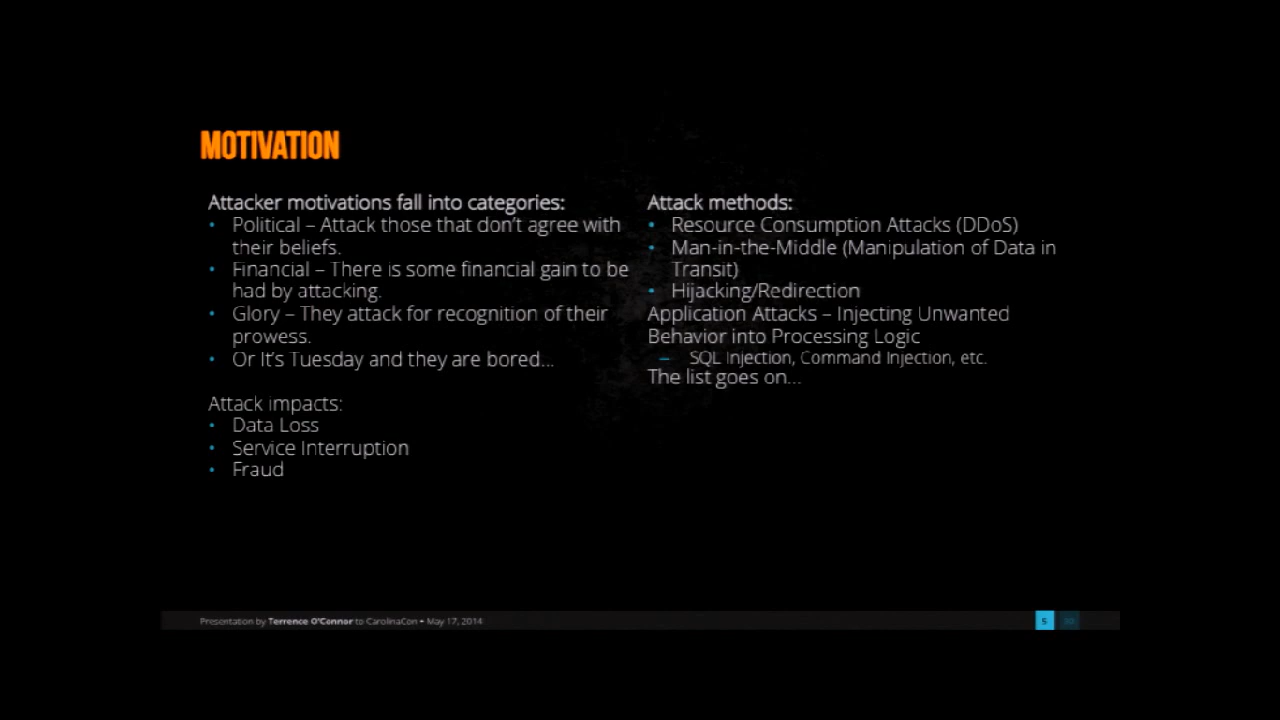 MOTIVATION
Attacker motivations fall into categories:
• Political – Attack those that don't agree with
their beliefs.
• Financial – There is some financial gain to be
had by attacking.
• Glory – They attack for recognition of their
prowess.
• Or It's Tuesday and they are bored...
Attack impacts:
• Data Loss
• Service Interruption
• Fraud
Attack methods:
• Resource Consumption Attacks (DDoS)
• Man-in-the-Middle (Manipulation of Data in
Transit)
• Hijacking/Redirection
Application Attacks – Injecting Unwanted
Behavior into Processing Logic
– SQL Injection, Command Injection, etc.
The list goes on...
Presentation by Terrence O'Connor to CarolinaCon • May 17, 2014
5